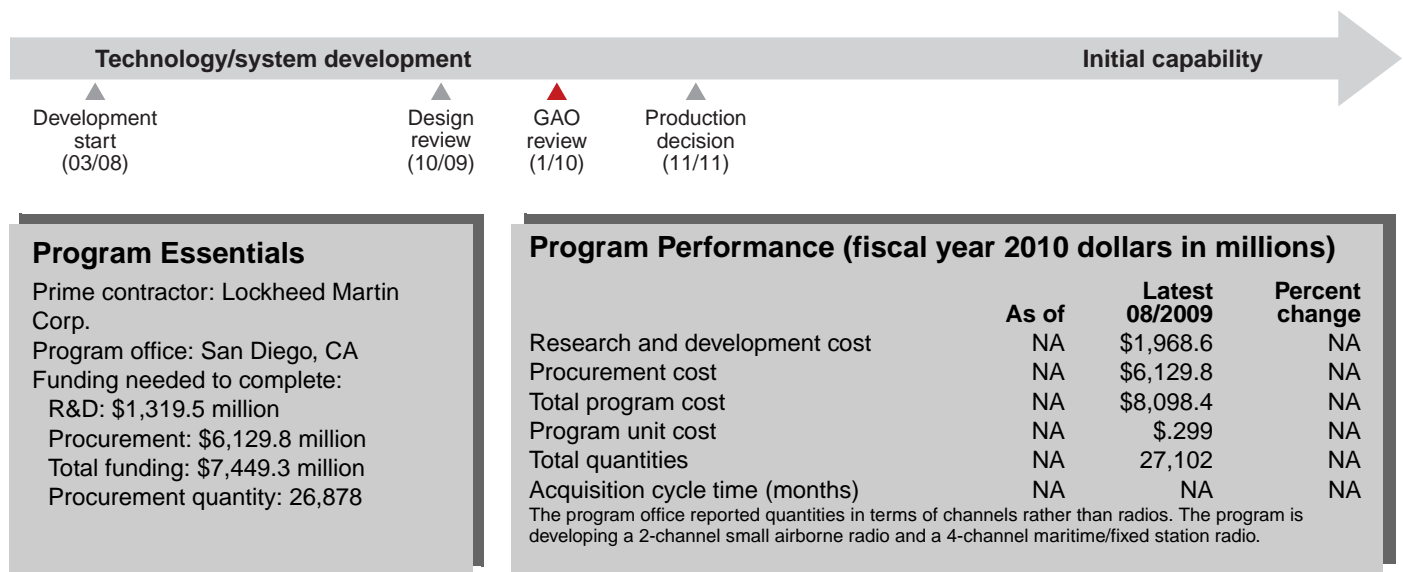 Technology/system development Initial capability
Development
start
(03/08)
Design
review
(10/09)
GAO
review
(1/10)
Production
decision
(11/11)
Program Essentials
Prime contractor: Lockheed Martin
Corp.
Program office: San Diego, CA
Funding needed to complete:
R&D: $1,319.5 million
Procurement: $6,129.8 million
Total funding: $7,449.3 million
Procurement quantity: 26,878
Program Performance (fiscal year 2010 dollars in millions)
As of Latest 08/2009 Percent change
Research and development cost NA $1,968.6 NA
Procurement cost NA $6,129.8 NA
Total program cost NA $8,098.4 NA
Program unit cost NA $.299 NA
Total quantities NA 27,102 NA
Acquisition cycle time (months) NA NA NA
The program office reported quantities in terms of channels rather than radios. The program is
developing a 2-channel small airborne radio and a 4-channel maritime/fixed station radio.